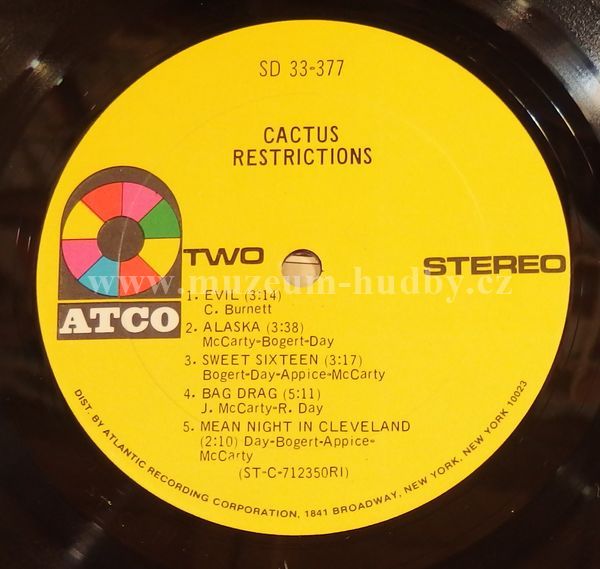 SD 33-377
CACTUS
RESTRICTIONS
TWO
STEREO
www.muzeum-hudby.cz
ATCO
1. EVIL (3:14)
C. Burnett
2. ALASKA (3:38)
McCarty-Bogert-Day
3. SWEET SIXTEEN (3:17)
Bogert-Day-Appice-McCarty
4. BAG DRAG (5:11)
J. McCarty-R. Day
5. MEAN NIGHT IN CLEVELAND
(2:10) Day-Bogert-Appice-
McCarty
(ST-C-712350RI)
DIST. BY ATLANTIC RECORDING CORPORATION, 1841 BROADWAY, NEW YORK, NEW YORK 10023